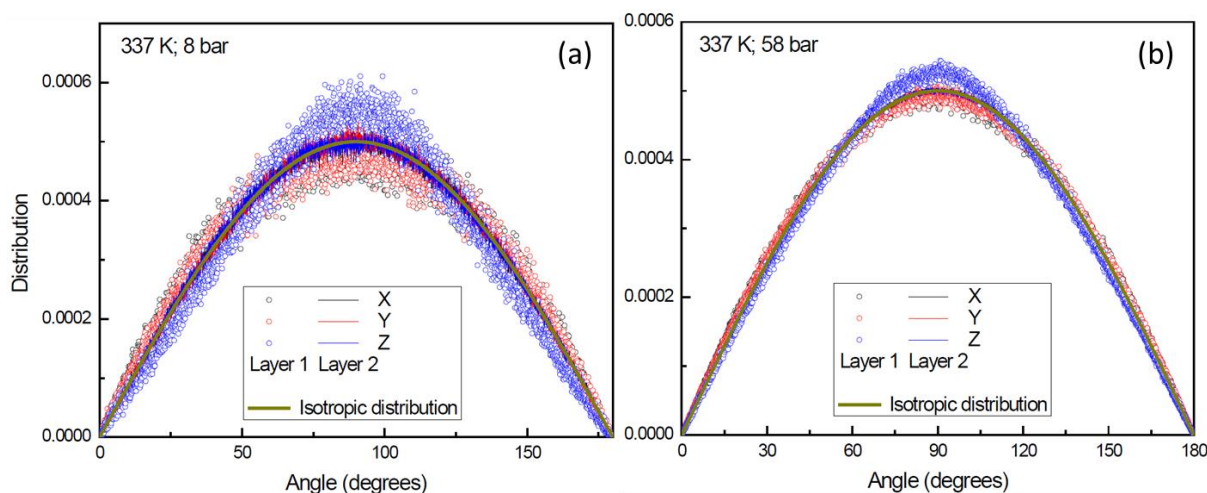 337 K; 8 bar
(a)
0.0006
0.0004
0.0002
0.0000
Distribution
X
Y
Z
Layer 1 Layer 2
Isotropic distribution
0 50 100 150
Angle (degrees)
337 K; 58 bar
(b)
0.0006
0.0004
0.0002
0.0000
X
Y
Z
Layer 1 Layer 2
Isotropic distribution
0 30 60 90 120 150 180
Angle (degrees)